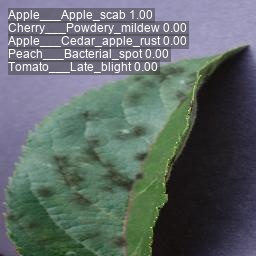 Apple___Apple_scab 1.00
Cherry___Powdery_mildew 0.00
Apple___Cedar_apple_rust 0.00
Peach___Bacterial_spot 0.00
Tomato___Late_blight 0.00